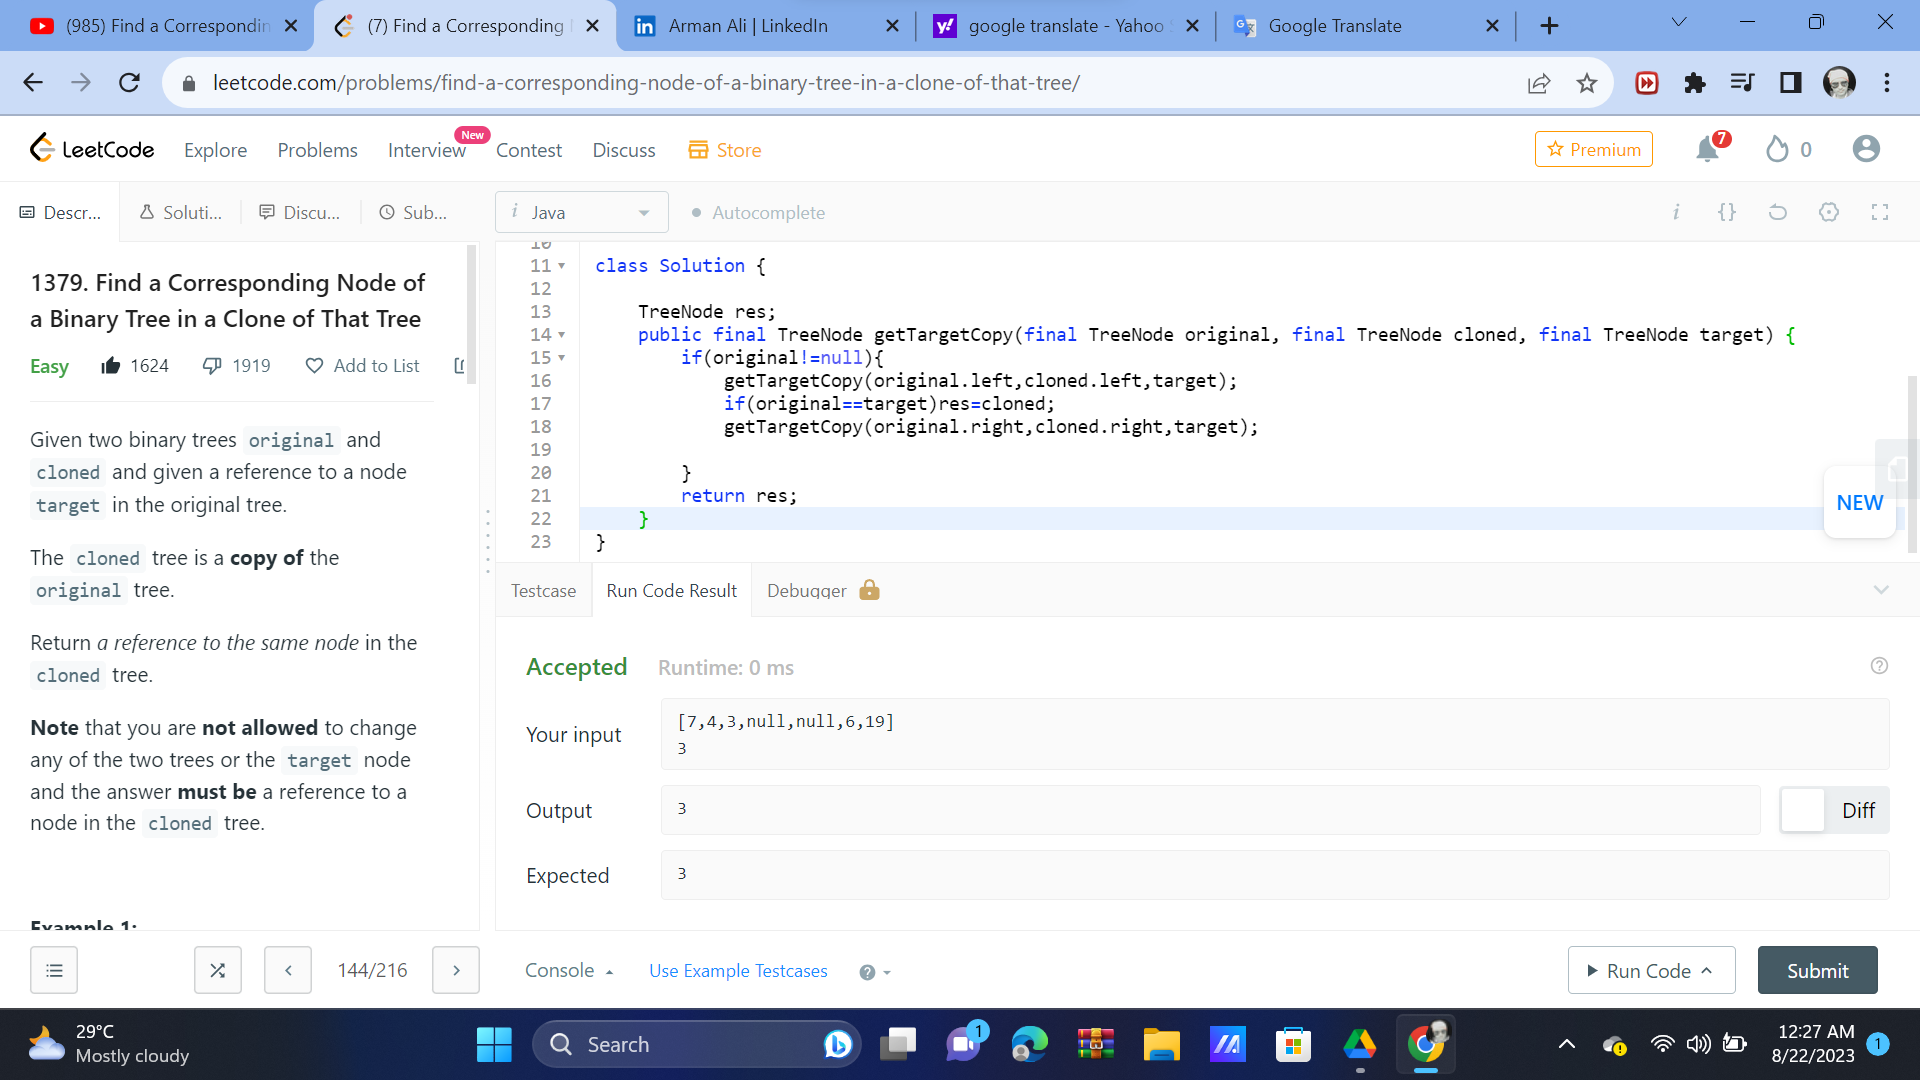 (985) Find a Correspondin
(7) Find a Corresponding
Arman Ali | LinkedIn
google translate - Yahoo
Google Translate
leetcode.com/problems/find-a-corresponding-node-of-a-binary-tree-in-a-clone-of-that-tree/
LeetCode
Explore
Problems
Interview
New
Contest
Discuss
Store
Premium
7
0
Descr...
Soluti...
Discu...
Sub...
i Java
Autocomplete
1379. Find a Corresponding Node of
a Binary Tree in a Clone of That Tree
Easy 1624 1919 Add to List
Given two binary trees original and
cloned and given a reference to a node
target in the original tree.
The cloned tree is a copy of the
original tree.
Return a reference to the same node in the
cloned tree.
Note that you are not allowed to change
any of the two trees or the target node
and the answer must be a reference to a
node in the cloned tree.
Example 1:
10
11 class Solution {
12
13 TreeNode res;
14 public final TreeNode getTargetCopy(final TreeNode original, final TreeNode cloned, final TreeNode target) {
15 if(original!=null){
16 getTargetCopy(original.left,cloned.left,target);
17 if(original==target)res=cloned;
18 getTargetCopy(original.right,cloned.right,target);
19
20 }
21 return res;
22 }
23 }
NEW
Testcase
Run Code Result
Debugger
Accepted Runtime: 0 ms
Your input
[7,4,3,null,null,6,19]
3
Output
3
Diff
Expected
3
144/216
Console
Use Example Testcases
Run Code
Submit
29°C
Mostly cloudy
Search
1
12:27 AM
8/22/2023
1